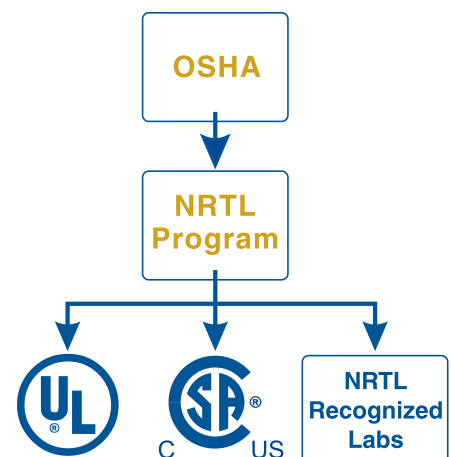 OSHA
NRTL
Program
UL
®
SA ®
C US
NRTL
Recognized
Labs